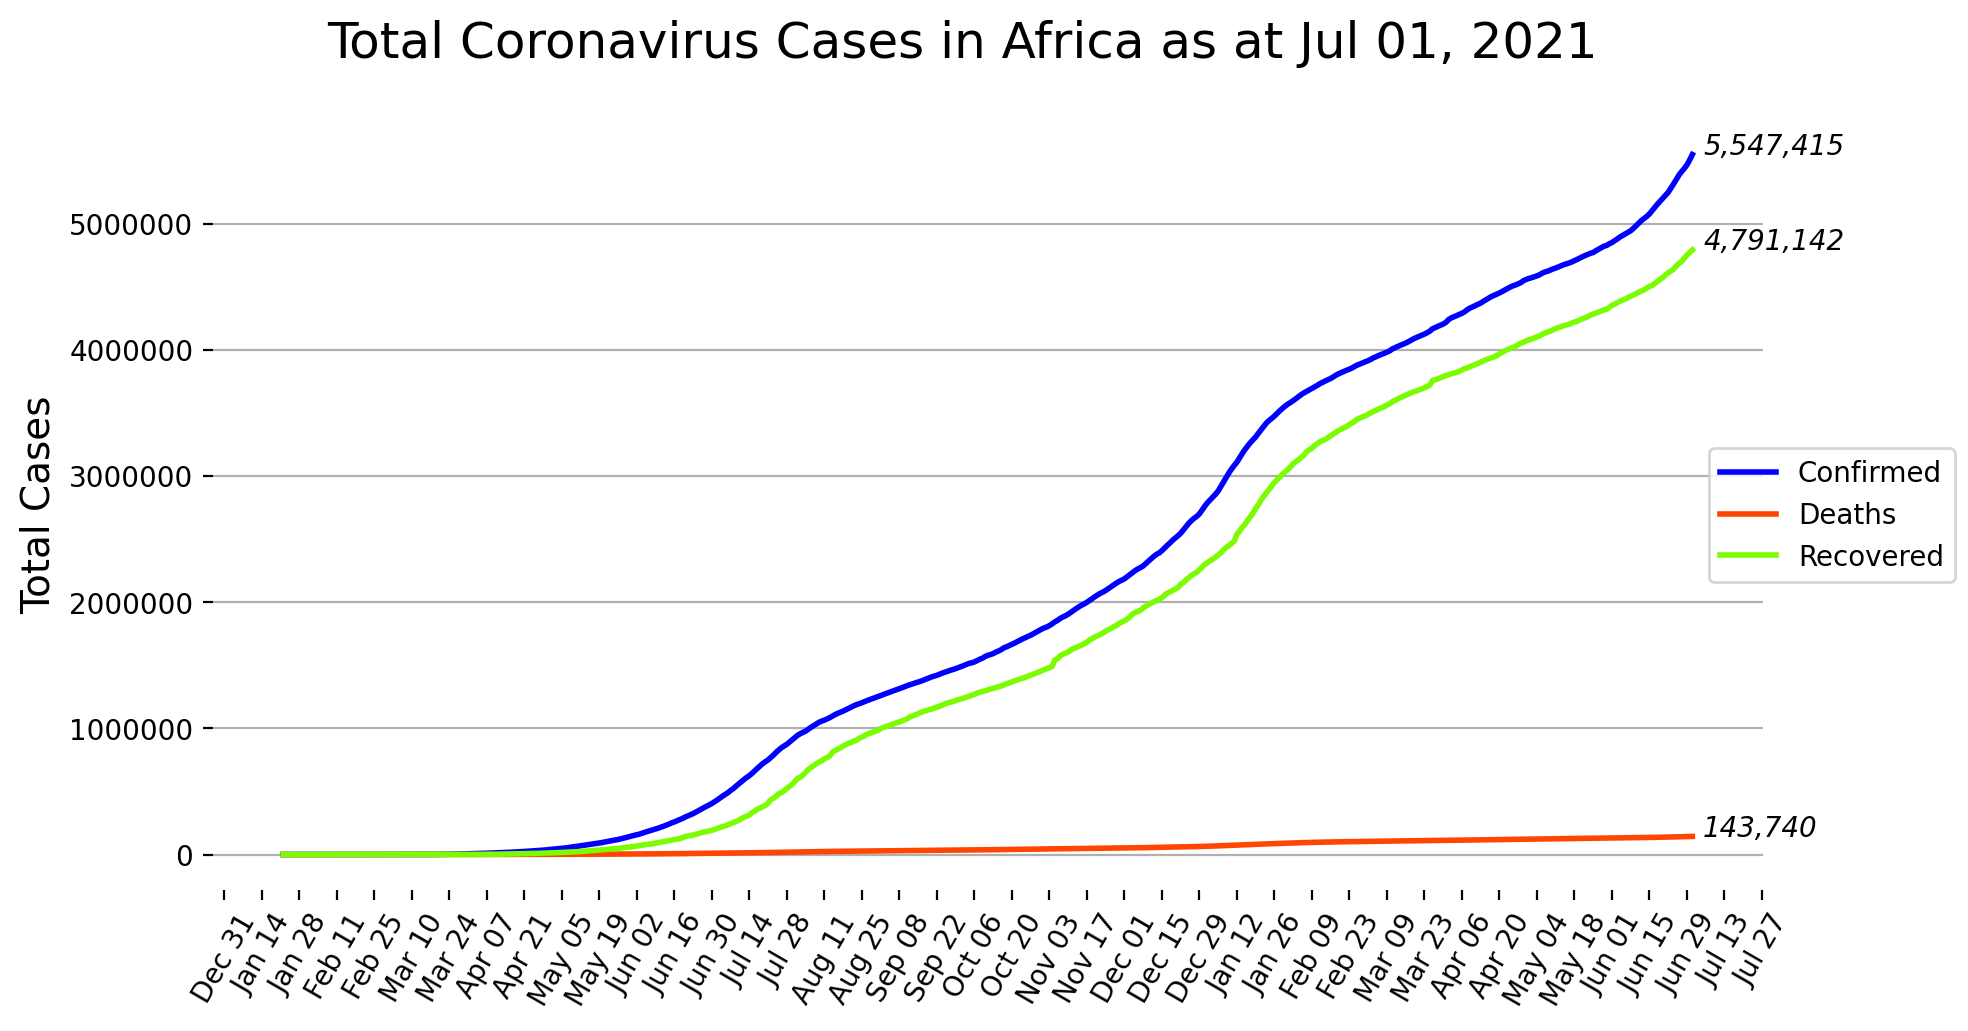 Total Coronavirus Cases in Africa as at Jul 01, 2021
5,547,415
4,791,142
143,740
Total Cases
5000000
4000000
3000000
2000000
1000000
0
Confirmed
Deaths
Recovered
Dec 31
Jan 14
Jan 28
Feb 11
Feb 25
Mar 10
Mar 24
Apr 07
Apr 21
May 05
May 19
Jun 02
Jun 16
Jun 30
Jul 14
Jul 28
Aug 11
Aug 25
Sep 08
Sep 22
Oct 06
Oct 20
Nov 03
Nov 17
Nov 01
Dec 15
Dec 29
Dec 12
Jan 26
Jan 09
Feb 23
Feb 09
Mar 23
Mar 06
Apr 20
Apr 04
May 18
May 01
Jun 15
Jun 29
Jul 13
Jul 27